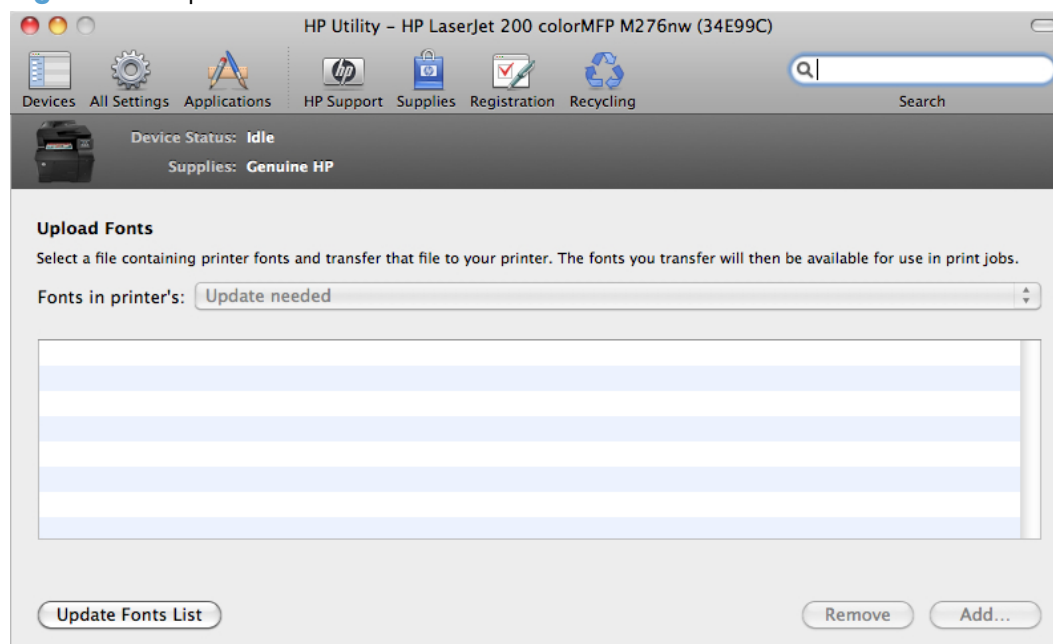 HP Utility – HP LaserJet 200 colorMFP M276nw (34E99C)
Devices All Settings Applications HP Support Supplies Registration Recycling Search
Device Status: Idle
Supplies: Genuine HP
Upload Fonts
Select a file containing printer fonts and transfer that file to your printer. The fonts you transfer will then be available for use in print jobs.
Fonts in printer's: Update needed
Update Fonts List Remove Add...